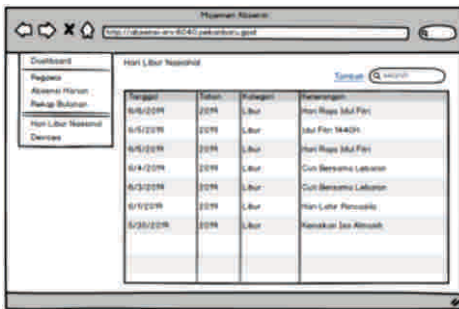 Manajemen Absensi
Dashboard
Pegawai
Absensi Harian
Rekap Bulanan
Hari Libur Nasional
Devices
Hari Libur Nasional
Tambah search
Tanggal Tahun Kategori Keterangan
6/6/2019 2019 Libur Hari Raya Idul Fitri
6/5/2019 2019 Libur Idul Fitri 1440H
6/5/2019 2019 Libur Hari Raya Idul Fitri
6/4/2019 2019 Libur Cuti Bersama Lebaran
6/3/2019 2019 Libur Cuti Bersama Lebaran
6/1/2019 2019 Libur Hari Lahir Pancasila
5/30/2019 2019 Libur Kenaikan Isa Almasih